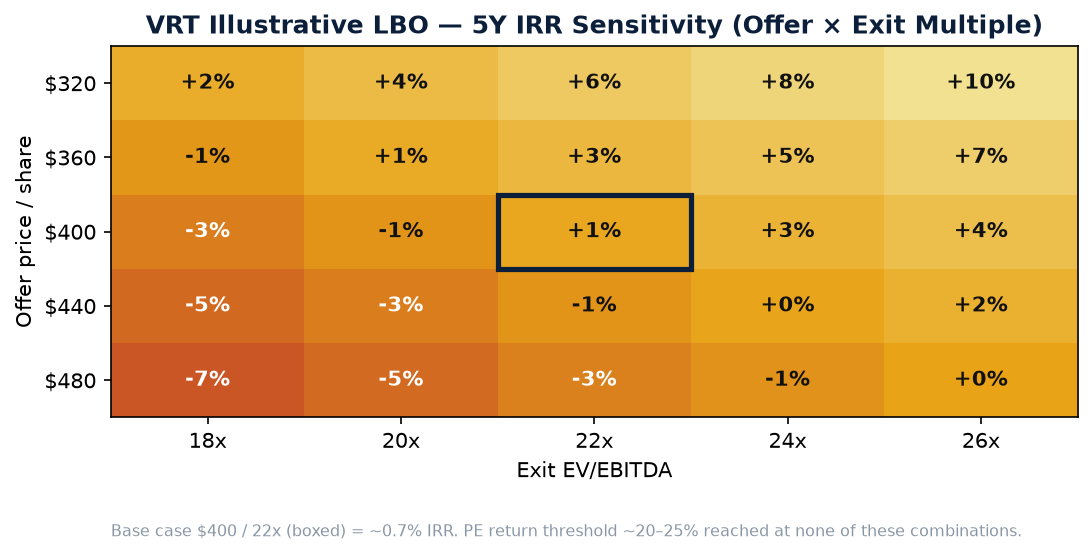 VRT Illustrative LBO — 5Y IRR Sensitivity (Offer × Exit Multiple)
Offer price / share
$320 +2% +4% +6% +8% +10%
$360 -1% +1% +3% +5% +7%
$400 -3% -1% +1% +3% +4%
$440 -5% -3% -1% +0% +2%
$480 -7% -5% -3% -1% +0%
18x 20x 22x 24x 26x
Exit EV/EBITDA
Base case $400 / 22x (boxed) = ~0.7% IRR. PE return threshold ~20–25% reached at none of these combinations.